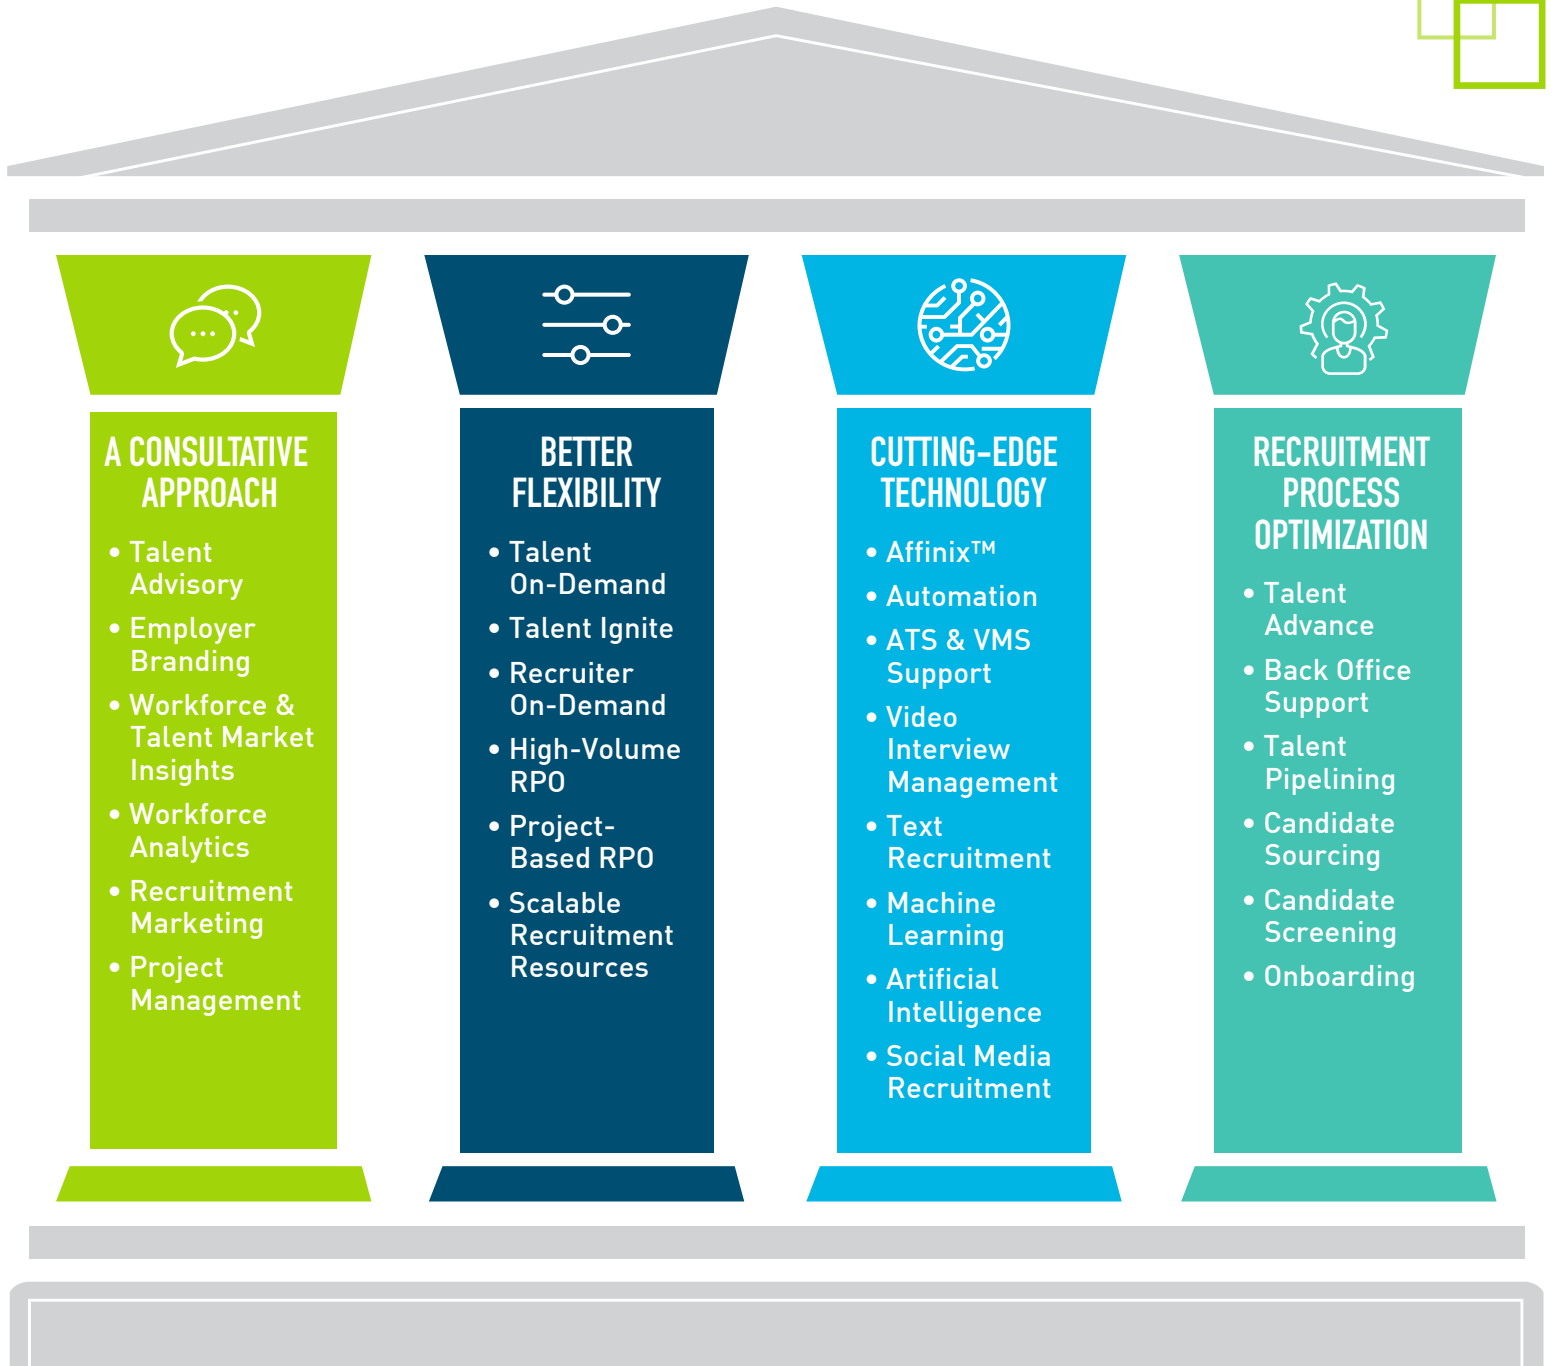 A CONSULTATIVE
APPROACH
• Talent
Advisory
• Employer
Branding
• Workforce &
Talent Market
Insights
• Workforce
Analytics
• Recruitment
Marketing
• Project
Management
BETTER
FLEXIBILITY
• Talent
On-Demand
• Talent Ignite
• Recruiter
On-Demand
• High-Volume
RPO
• Project-
Based RPO
• Scalable
Recruitment
Resources
CUTTING-EDGE
TECHNOLOGY
• Affinix™
• Automation
• ATS & VMS
Support
• Video
Interview
Management
• Text
Recruitment
• Machine
Learning
• Artificial
Intelligence
• Social Media
Recruitment
RECRUITMENT
PROCESS
OPTIMIZATION
• Talent
Advance
• Back Office
Support
• Talent
Pipelining
• Candidate
Sourcing
• Candidate
Screening
• Onboarding